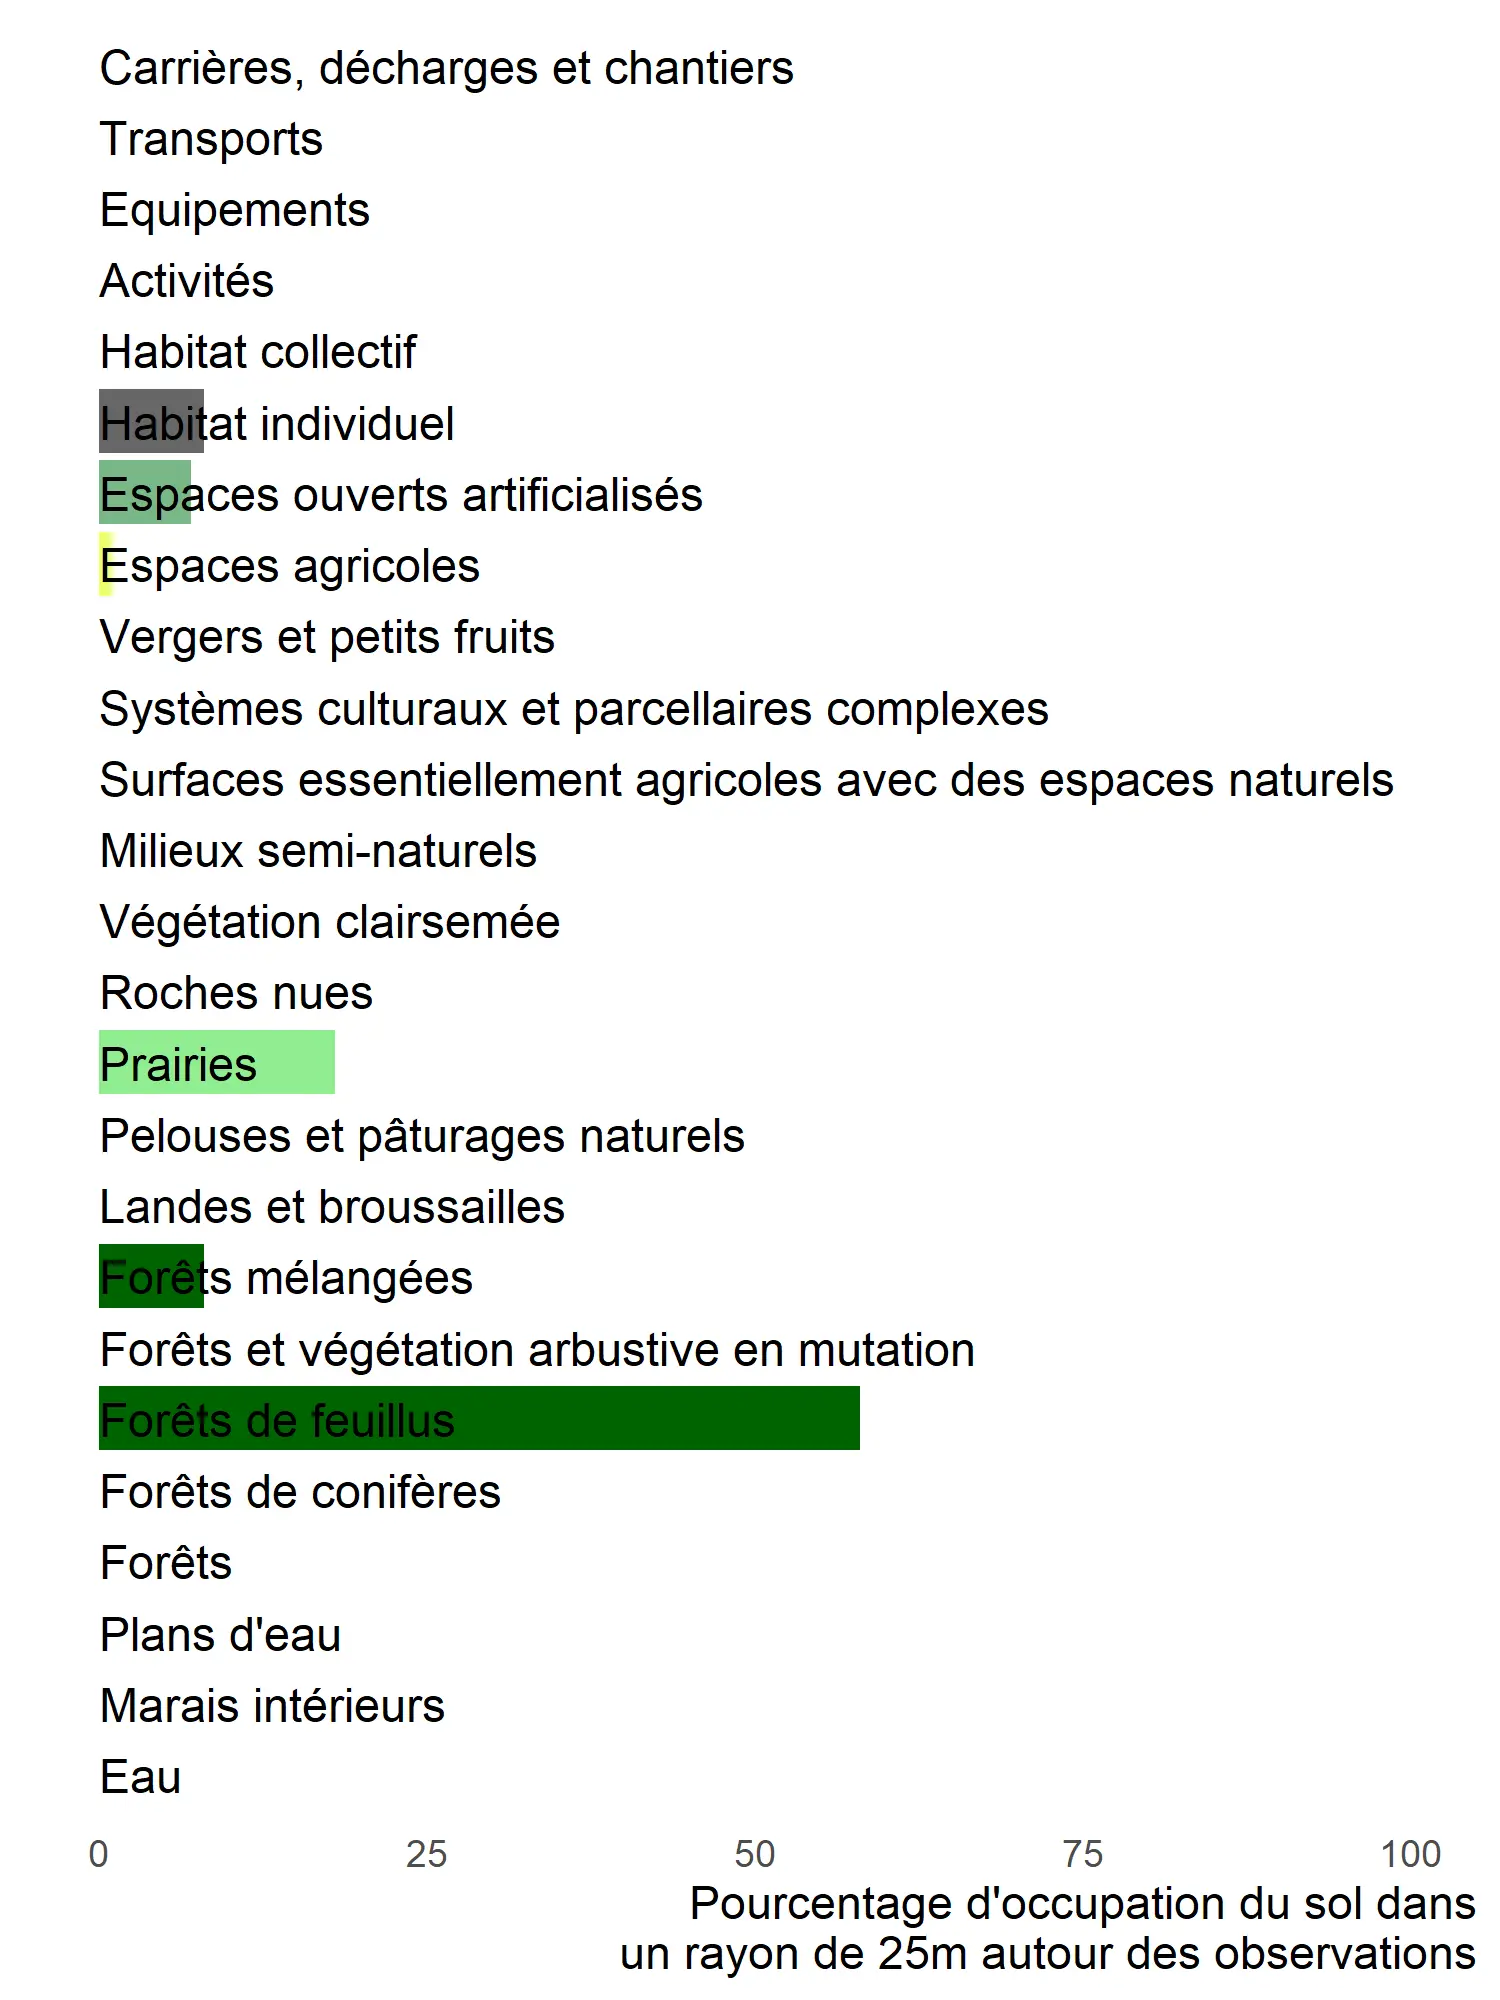 Carrières, décharges et chantiers
Transports
Equipements
Activités
Habitat collectif
Habitat individuel
Espaces ouverts artificialisés
Espaces agricoles
Vergers et petits fruits
Systèmes culturaux et parcellaires complexes
Surfaces essentiellement agricoles avec des espaces naturels
Milieux semi-naturels
Végétation clairsemée
Roches nues
Prairies
Pelouses et pâturages naturels
Landes et broussailles
Forêts mélangées
Forêts et végétation arbustive en mutation
Forêts de feuillus
Forêts de conifères
Forêts
Plans d'eau
Marais intérieurs
Eau
0 25 50 75 100
Pourcentage d'occupation du sol dans
un rayon de 25m autour des observations